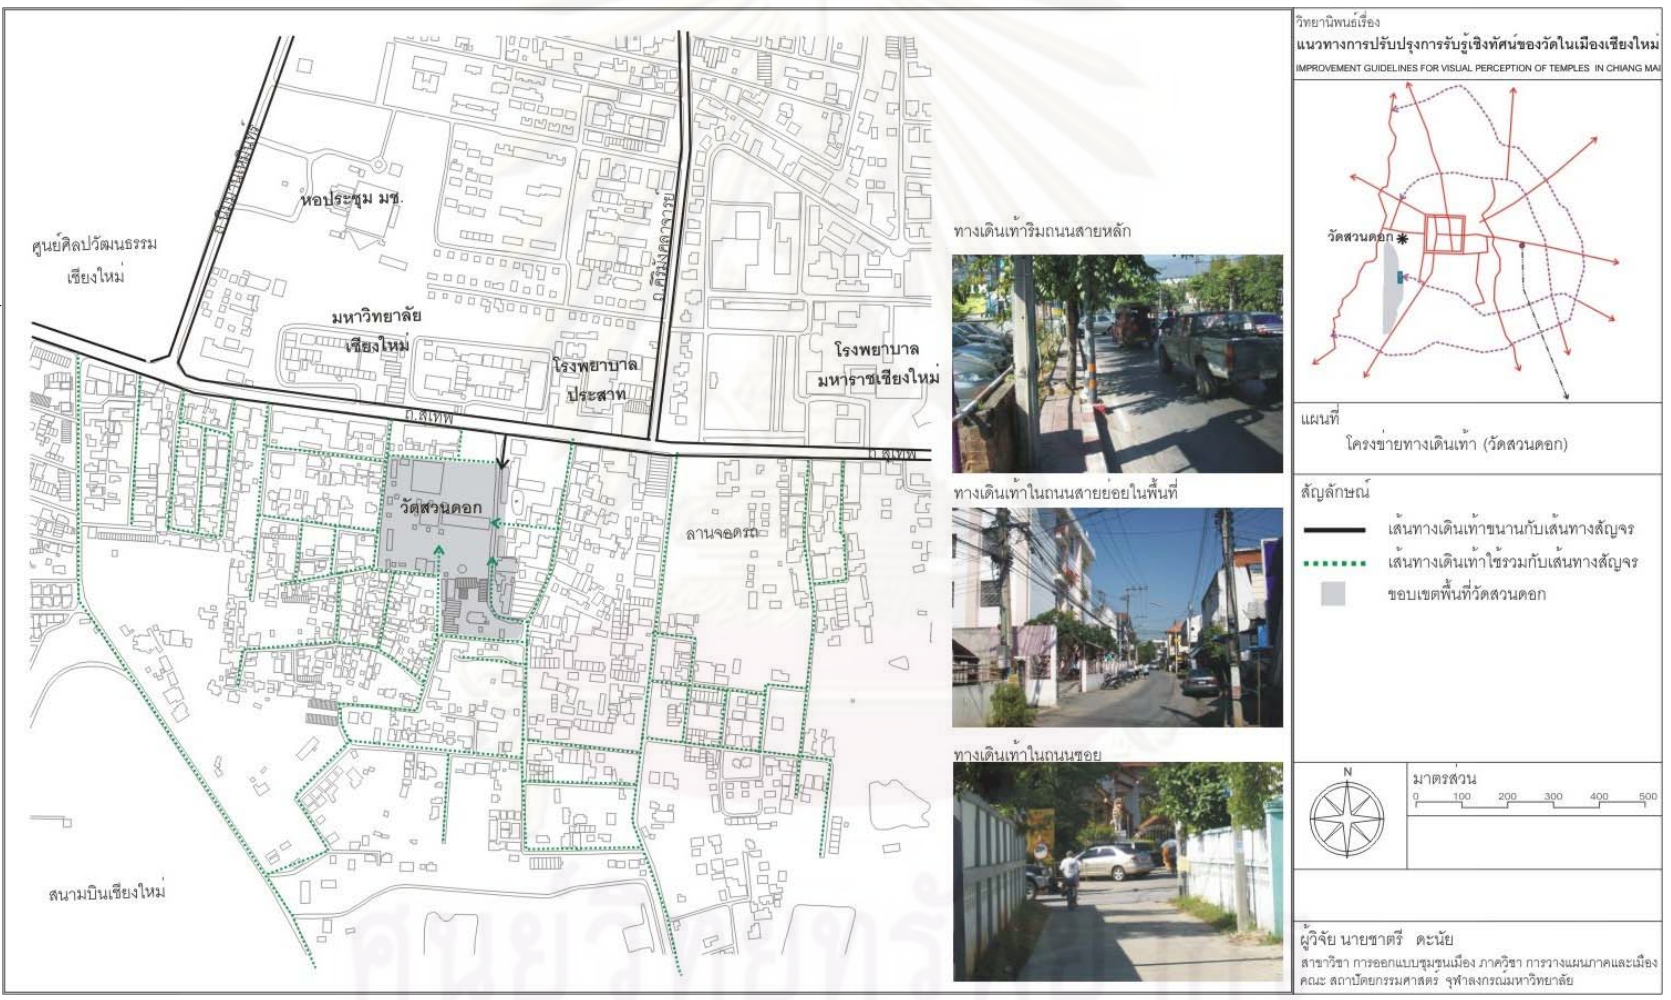 วิทยานิพนธ์เรื่อง
แนวทางการปรับปรุงการรับรู้เชิงทัศน์ของวัดในเมืองเชียงใหม่
IMPROVEMENT GUIDELINES FOR VISUAL PERCEPTION OF TEMPLES IN CHIANG MAI
วัดสวนดอก
แผนที่
โครงข่ายทางเดินเท้า (วัดสวนดอก)
สัญลักษณ์
เส้นทางเดินเท้าขนานกับเส้นทางสัญจร
เส้นทางเดินเท้าใช้ร่วมกับเส้นทางสัญจร
ขอบเขตพื้นที่วัดสวนดอก
N
มาตรส่วน
0 100 200 300 400 500
ผู้วิจัย นายชาตรี ดะนัย
สาขาวิชา การออกแบบชุมชนเมือง ภาควิชา การวางแผนภาคและเมือง
คณะ สถาปัตยกรรมศาสตร์ จุฬาลงกรณ์มหาวิทยาลัย
ทางเดินเท้าริมถนนสายหลัก
ทางเดินเท้าในถนนสายย่อยในพื้นที่
ทางเดินเท้าในถนนซอย
หอประชุม มช.
ศูนย์ศิลปวัฒนธรรม
เชียงใหม่
มหาวิทยาลัย
เชียงใหม่
โรงพยาบาล
ประสาท
โรงพยาบาล
มหาราชเชียงใหม่
ถ.สุเทพ
ถ.สุเทพ
วัดสวนดอก
ลานจอดรถ
สนามบินเชียงใหม่